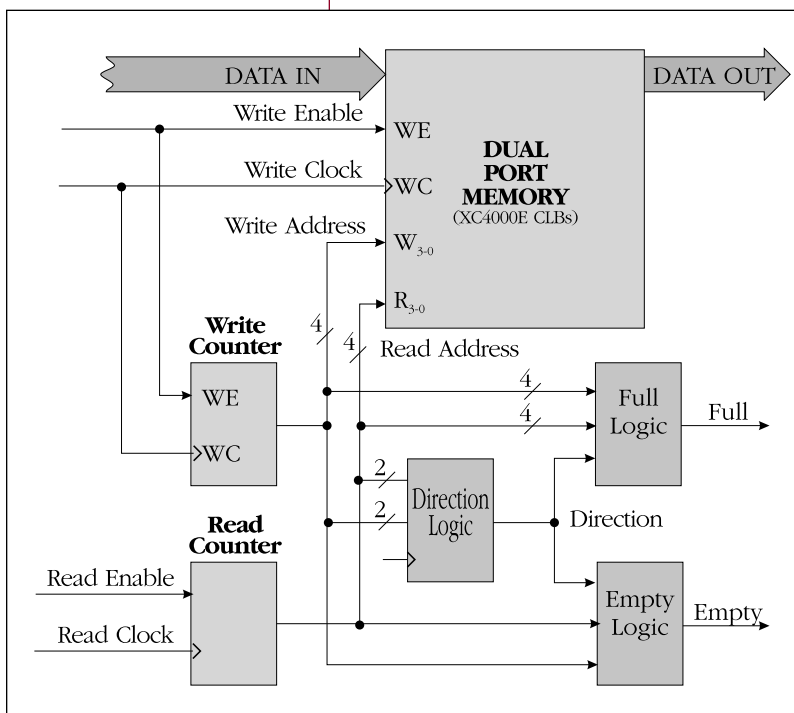 DATA IN
DATA OUT
Write Enable
WE
Write Clock
WC
DUAL
PORT
MEMORY
(XC4000E CLBs)
Write Address
W3-0
R3-0
4
4
Read Address
Write
Counter
WE
WC
4
4
Full
Logic
Full
2
2
Direction
Logic
Direction
Read
Counter
Read Enable
Read Clock
Empty
Logic
Empty